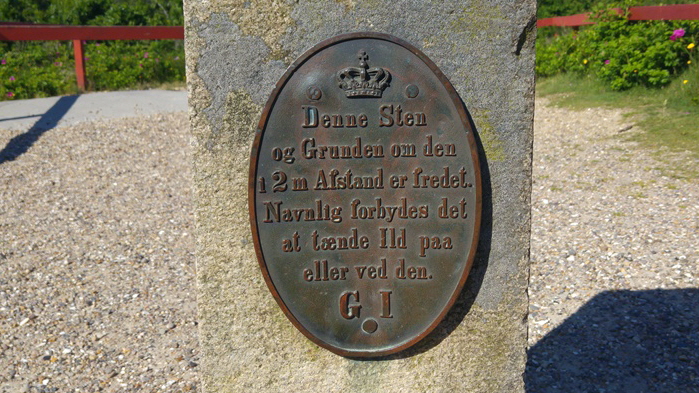 Denne Sten
og Grunden om den
i 2 m Afstand er fredet.
Navnlig forbydes det
at tænde Ild paa
eller ved den.
G I